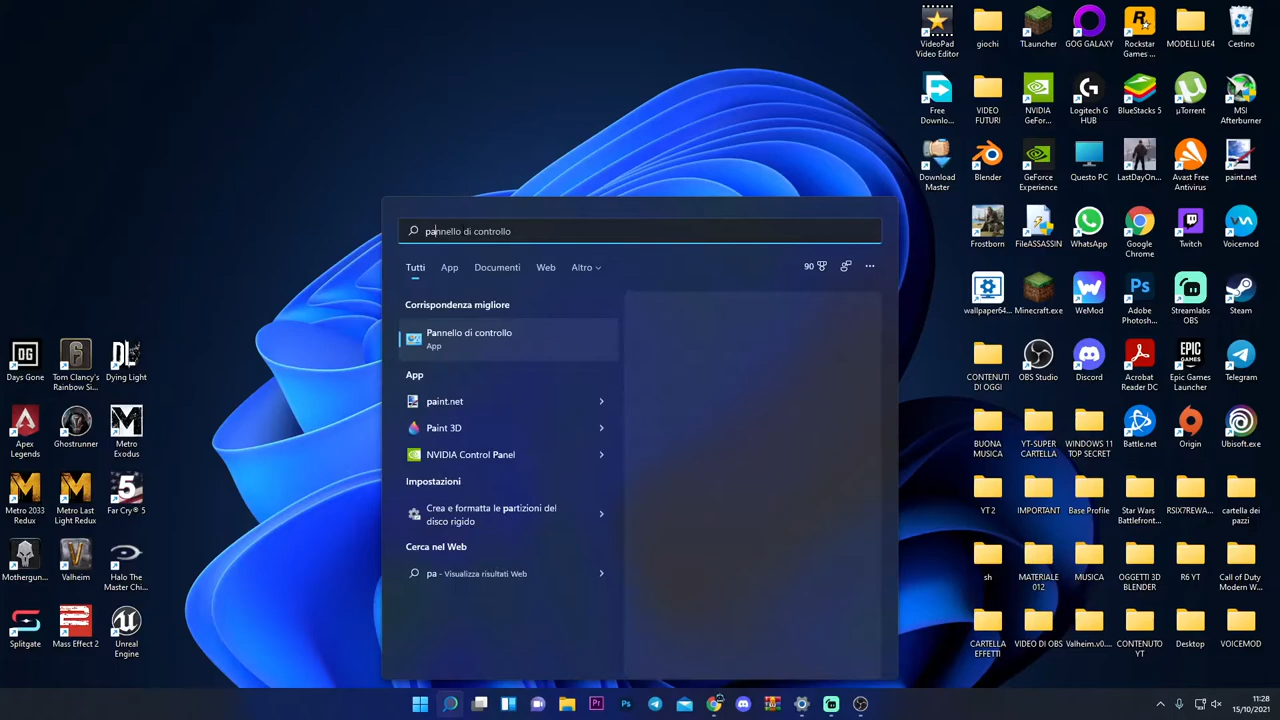 VideoPad
Video Editor
giochi
TLauncher
GOG GALAXY
Rockstar
Games ...
MODELLI UE4
Cestino
Free
Downlo...
VIDEO
FUTURI
NVIDIA
GeFor...
Logitech G
HUB
BlueStacks 5
µTorrent
MSI
Afterburner
Download
Master
Blender
GeForce
Experience
Questo PC
LastDayOn...
Avast Free
Antivirus
paint.net
Frostborn
FileASSASSIN
WhatsApp
Google
Chrome
Twitch
Voicemod
wallpaper64...
Minecraft.exe
WeMod
Adobe
Photosh...
Streamlabs
OBS
Steam
CONTENUTI
DI OGGI
OBS Studio
Discord
Acrobat
Reader DC
Epic Games
Launcher
Telegram
BUONA
MUSICA
YT-SUPER
CARTELLA
WINDOWS 11
TOP SECRET
Battle.net
Origin
Ubisoft.exe
YT 2
IMPORTANT
Base Profile
Star Wars
Battlefront...
RSIX7REWA...
cartella dei
pazzi
sh
MATERIALE
012
MUSICA
OGGETTI 3D
BLENDER
R6 YT
Call of Duty
Modern W...
CARTELLA
EFFETTI
VIDEO DI OBS
Valheim.v0....
CONTENUTO
YT
Desktop
VOICEMOD
Days Gone
Tom Clancy's
Rainbow Si...
Dying Light
Apex
Legends
Ghostrunner
Metro
Exodus
Metro 2033
Redux
Metro Last
Light Redux
Far Cry® 5
Mothergun...
Valheim
Halo The
Master Chi...
Splitgate
Mass Effect 2
Unreal
Engine
pannello di controllo
Tutti
App
Documenti
Web
Altro
90
Corrispondenza migliore
Pannello di controllo
App
App
paint.net
Paint 3D
NVIDIA Control Panel
Impostazioni
Crea e formatta le partizioni del
disco rigido
Cerca nel Web
pa - Visualizza risultati Web
11:28
15/10/2021